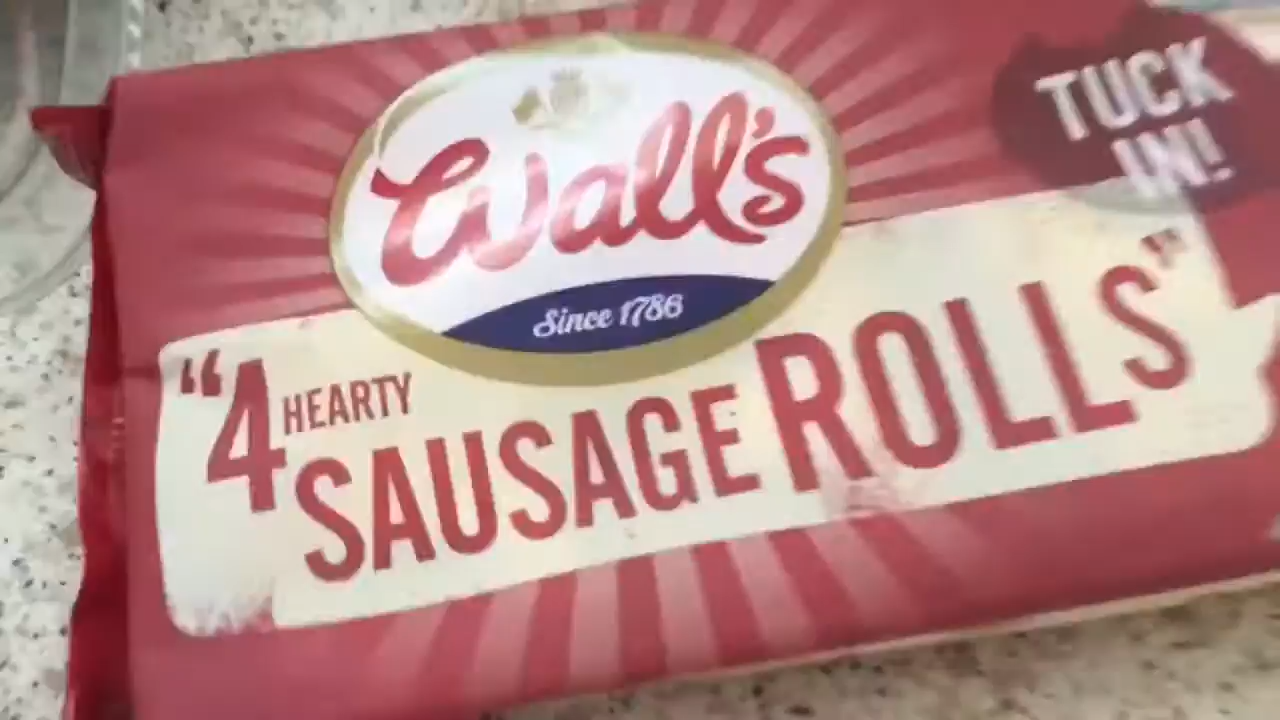 Wall's
Since 1786
TUCK
IN!
"4 HEARTY
SAUSAGE ROLLS"